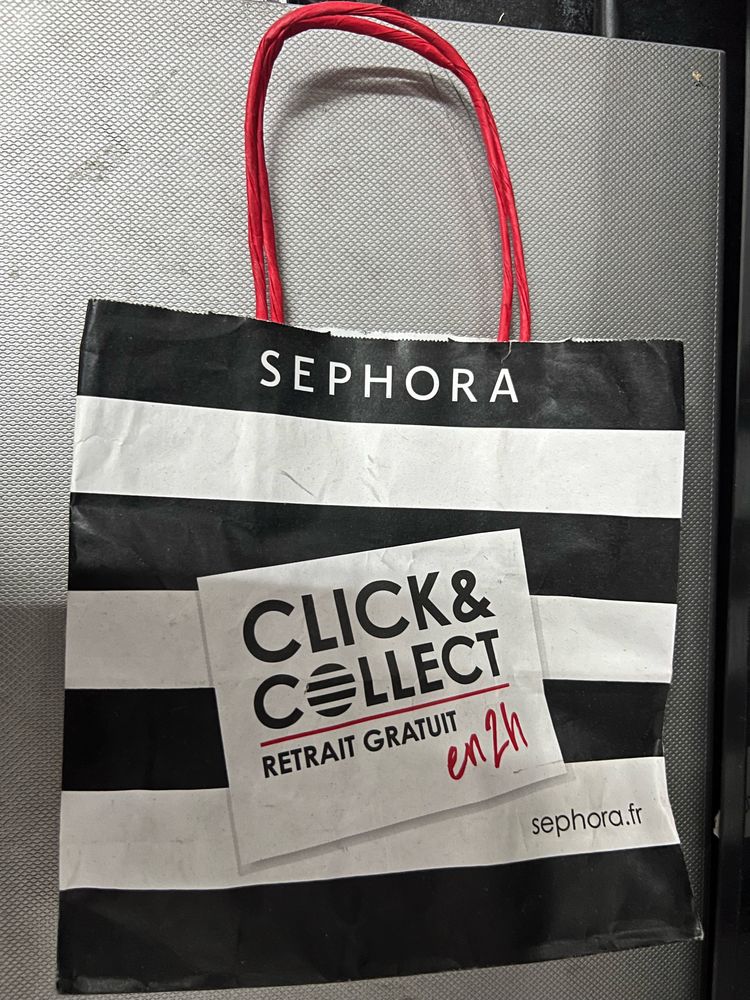 SEPHORA
CLICK&
COLLECT
RETRAIT GRATUIT
en 2h
sephora.fr